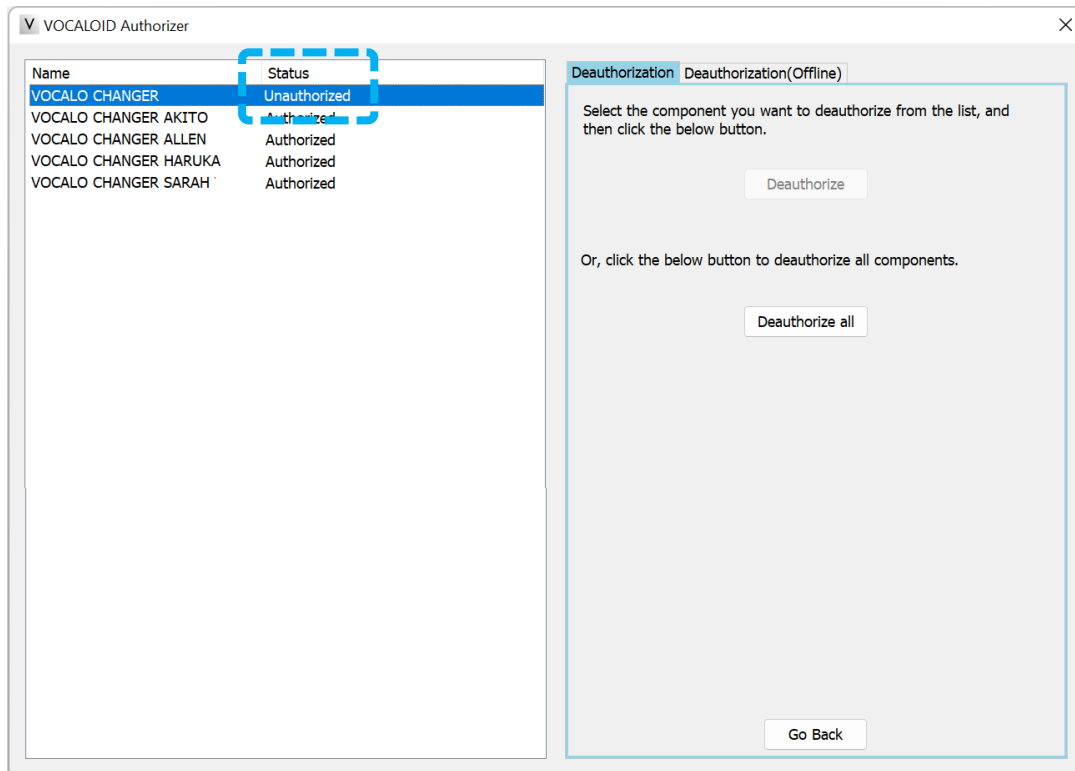 V VOCALOID Authorizer
Name Status
VOCALO CHANGER Unauthorized
VOCALO CHANGER AKITO Authorized
VOCALO CHANGER ALLEN Authorized
VOCALO CHANGER HARUKA Authorized
VOCALO CHANGER SARAH Authorized
Deauthorization Deauthorization(Offline)
Select the component you want to deauthorize from the list, and
then click the below button.
Deauthorize
Or, click the below button to deauthorize all components.
Deauthorize all
Go Back